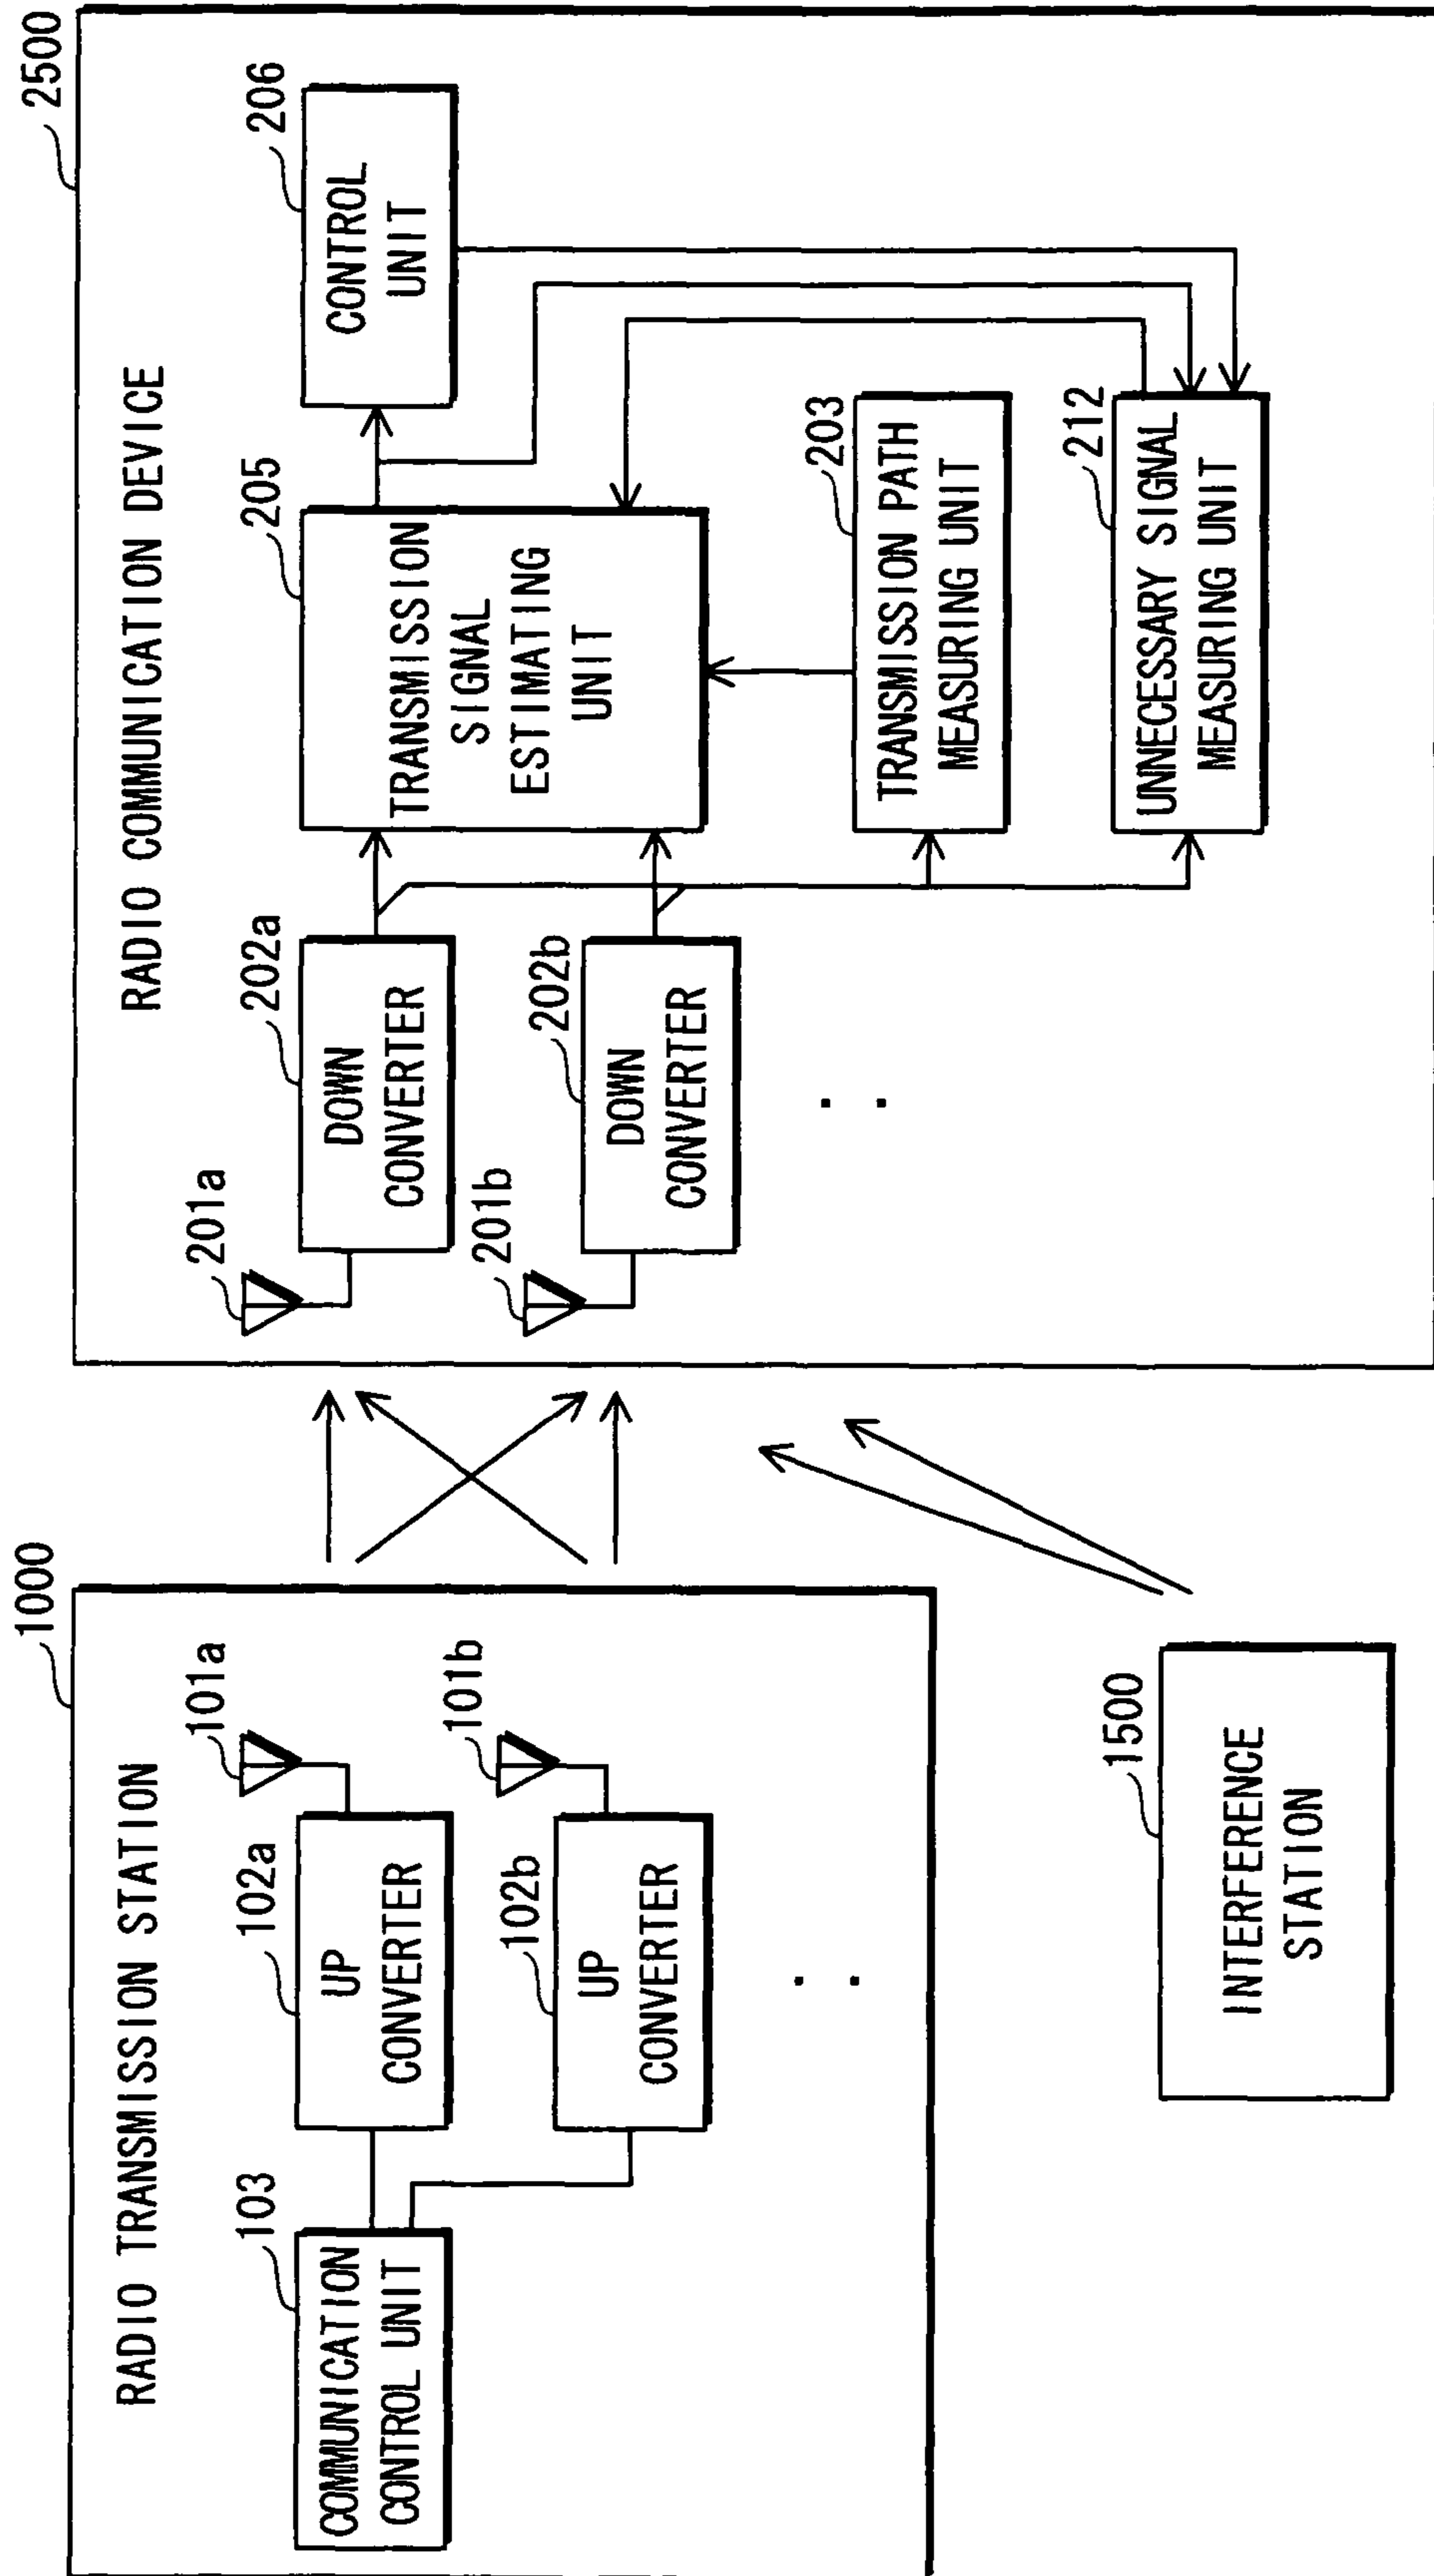 1000
RADIO TRANSMISSION STATION
103
COMMUNICATION
CONTROL UNIT
102a
UP
CONVERTER
101a
102b
UP
CONVERTER
101b
. .
1500
INTERFERENCE
STATION
2500
RADIO COMMUNICATION DEVICE
201a
202a
DOWN
CONVERTER
201b
202b
DOWN
CONVERTER
. .
205
TRANSMISSION
SIGNAL
ESTIMATING
UNIT
206
CONTROL
UNIT
203
TRANSMISSION PATH
MEASURING UNIT
212
UNNECESSARY SIGNAL
MEASURING UNIT